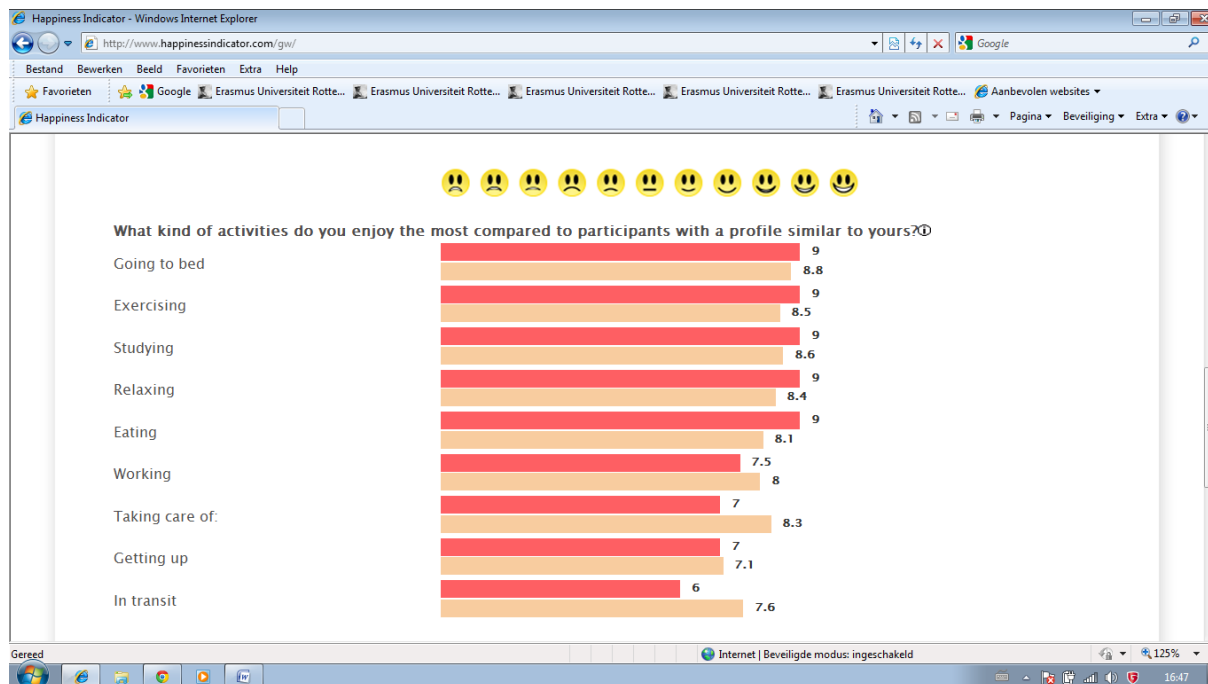 Happiness Indicator - Windows Internet Explorer
http://www.happinessindicator.com/gw/
Google
Bestand Bewerken Beeld Favorieten Extra Help
Favorieten Google Erasmus Universiteit Rotte... Erasmus Universiteit Rotte... Erasmus Universiteit Rotte... Erasmus Universiteit Rotte... Erasmus Universiteit Rotte... Aanbevolen websites
Happiness Indicator Pagina Beveiliging Extra
What kind of activities do you enjoy the most compared to participants with a profile similar to yours?
9
Going to bed
8.8
9
Exercising
8.5
9
Studying
8.6
9
Relaxing
8.4
9
Eating
8.1
7.5
Working
8
7
Taking care of:
8.3
7
Getting up
7.1
6
In transit
7.6
Gereed Internet | Beveiligde modus: ingeschakeld 125%
16:47